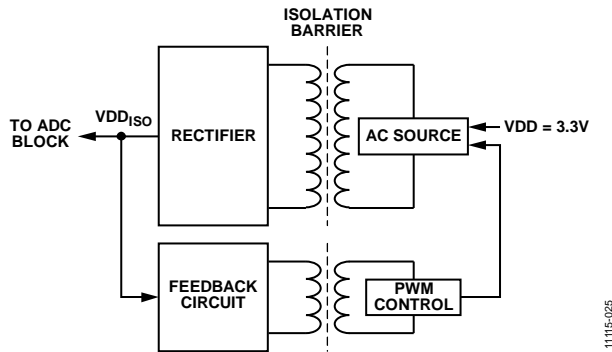 ISOLATION
BARRIER
VDDISO
TO ADC
BLOCK
RECTIFIER
AC SOURCE
VDD = 3.3V
FEEDBACK
CIRCUIT
PWM
CONTROL
11115-025